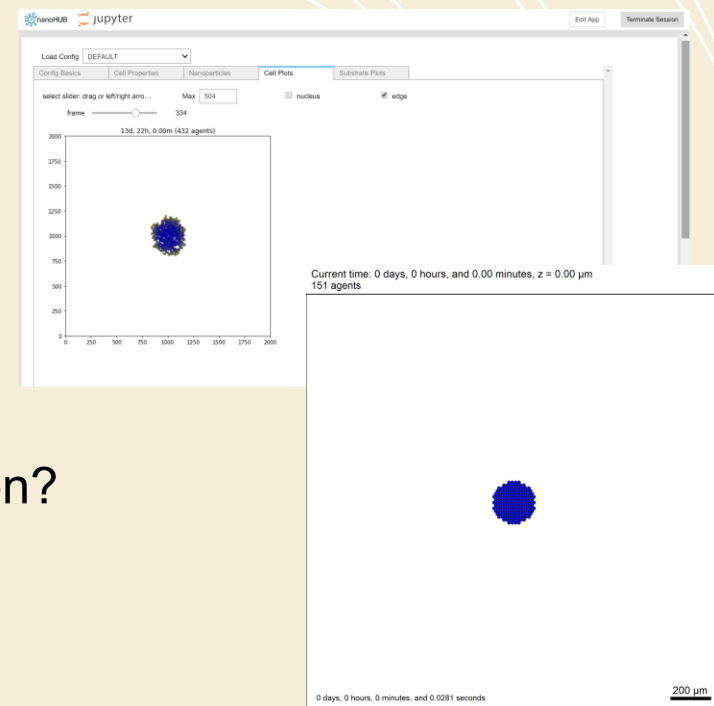 nanoHUB jupyter Edit App Terminate Session
Load Config DEFAULT
Config Basics Cell Properties Nanoparticles Cell Plots Substrate Plots
select slider: drag or left/right arro... Max 504 nucleus edge
frame 334
13d, 22h, 0.00m (432 agents)
2000
1750
1500
1250
1000
750
500
250
0
0 250 500 750 1000 1250 1500 1750 2000
Current time: 0 days, 0 hours, and 0.00 minutes, z = 0.00 μm
151 agents
n?
0 days, 0 hours, 0 minutes, and 0.0281 seconds
200 μm